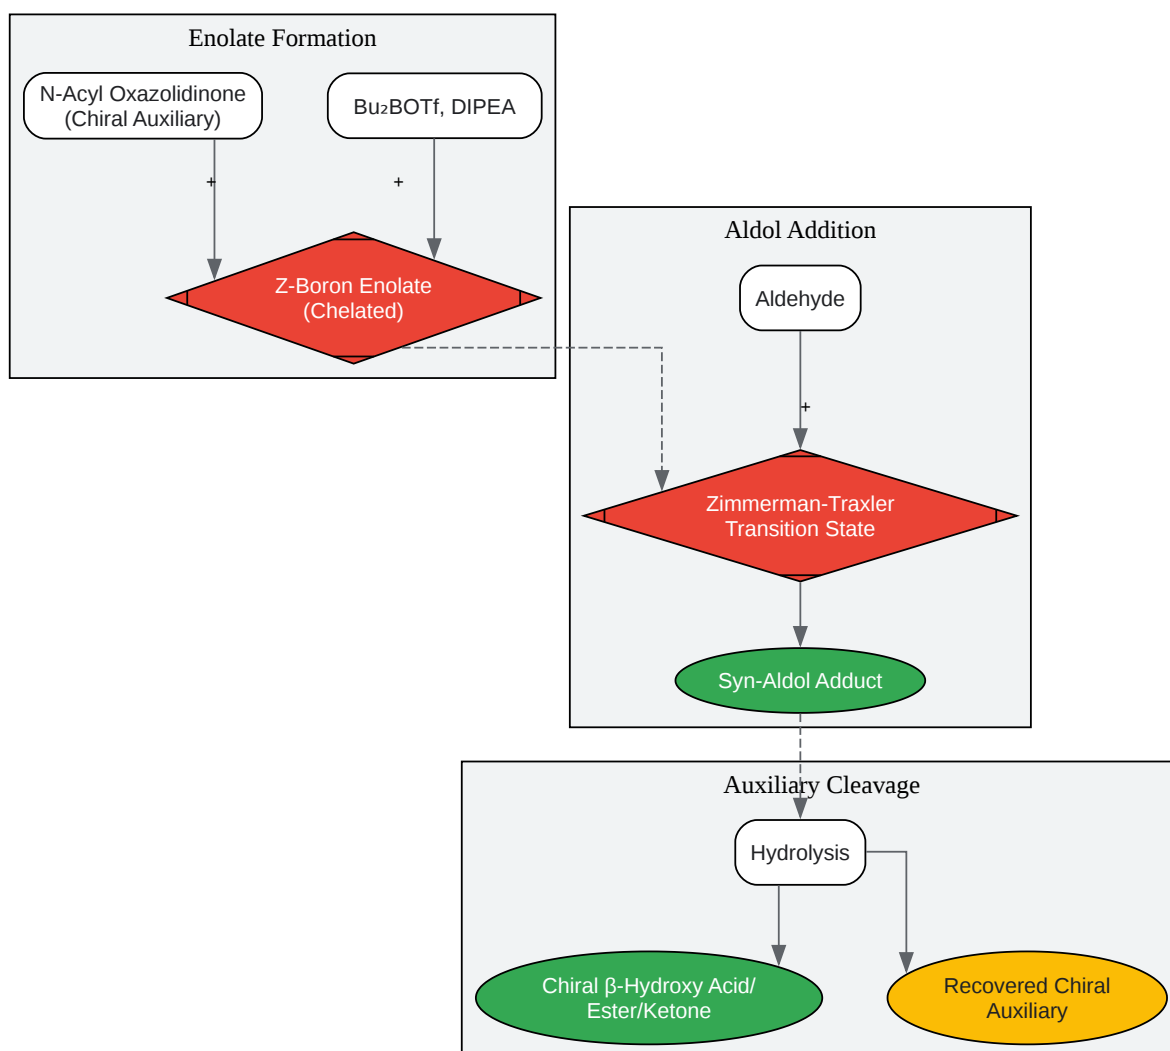 Enolate Formation
N-Acyl Oxazolidinone
(Chiral Auxiliary)
Bu₂BOTf, DIPEA
+
+
Z-Boron Enolate
(Chelated)
Aldol Addition
Aldehyde
+
Zimmerman-Traxler
Transition State
Syn-Aldol Adduct
Auxiliary Cleavage
Hydrolysis
Chiral β-Hydroxy Acid/
Ester/Ketone
Recovered Chiral
Auxiliary